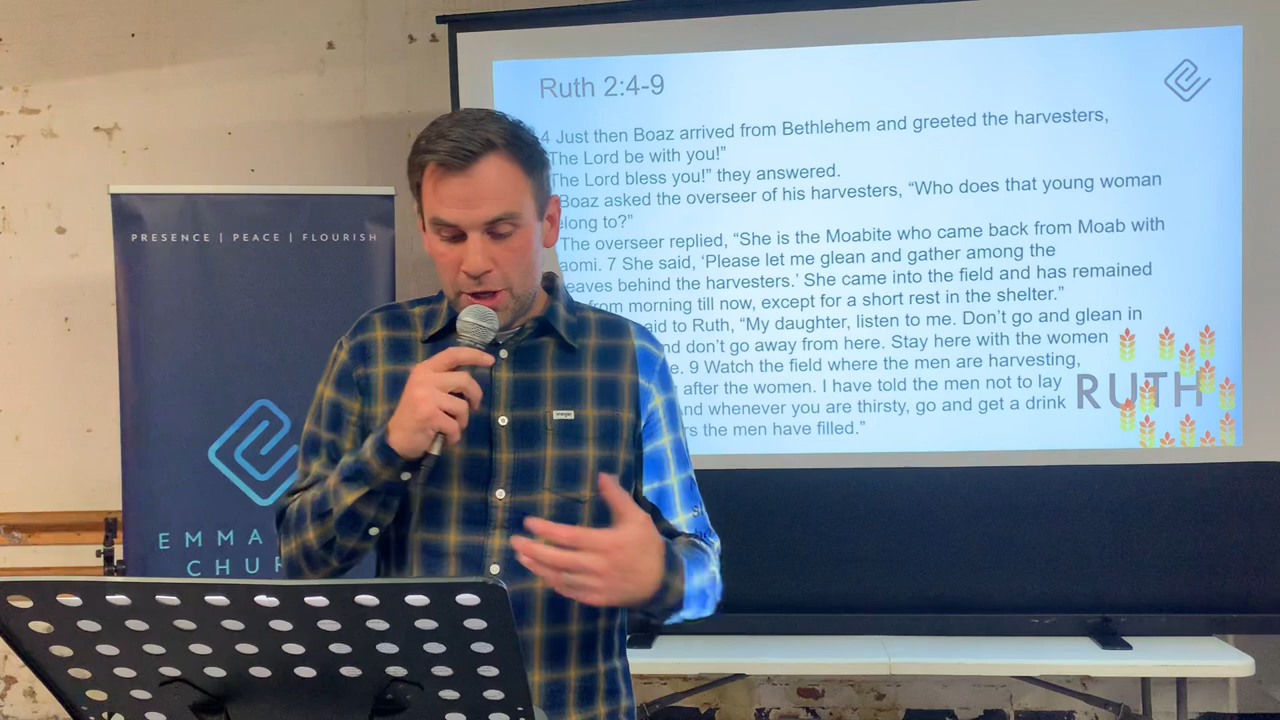 PRESENCE | PEACE | FLOURISH
EMMA
CHUR
Ruth 2:4-9
4 Just then Boaz arrived from Bethlehem and greeted the harvesters,
The Lord be with you!”
The Lord bless you!” they answered.
Boaz asked the overseer of his harvesters, “Who does that young woman
elong to?”
The overseer replied, “She is the Moabite who came back from Moab with
aomi. 7 She said, ‘Please let me glean and gather among the
eaves behind the harvesters.’ She came into the field and has remained
from morning till now, except for a short rest in the shelter.”
aid to Ruth, “My daughter, listen to me. Don’t go and glean in
nd don’t go away from here. Stay here with the women
e. 9 Watch the field where the men are harvesting,
after the women. I have told the men not to lay
And whenever you are thirsty, go and get a drink
rs the men have filled.”
RUTH